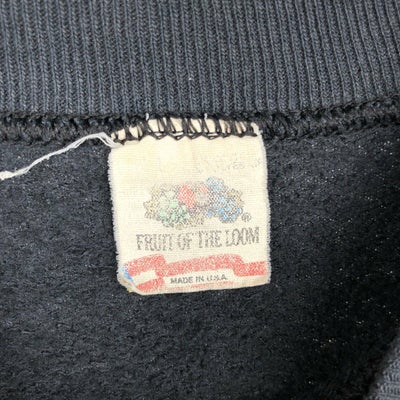 ®
FRUIT OF THE LOOM
MADE IN U.S.A.